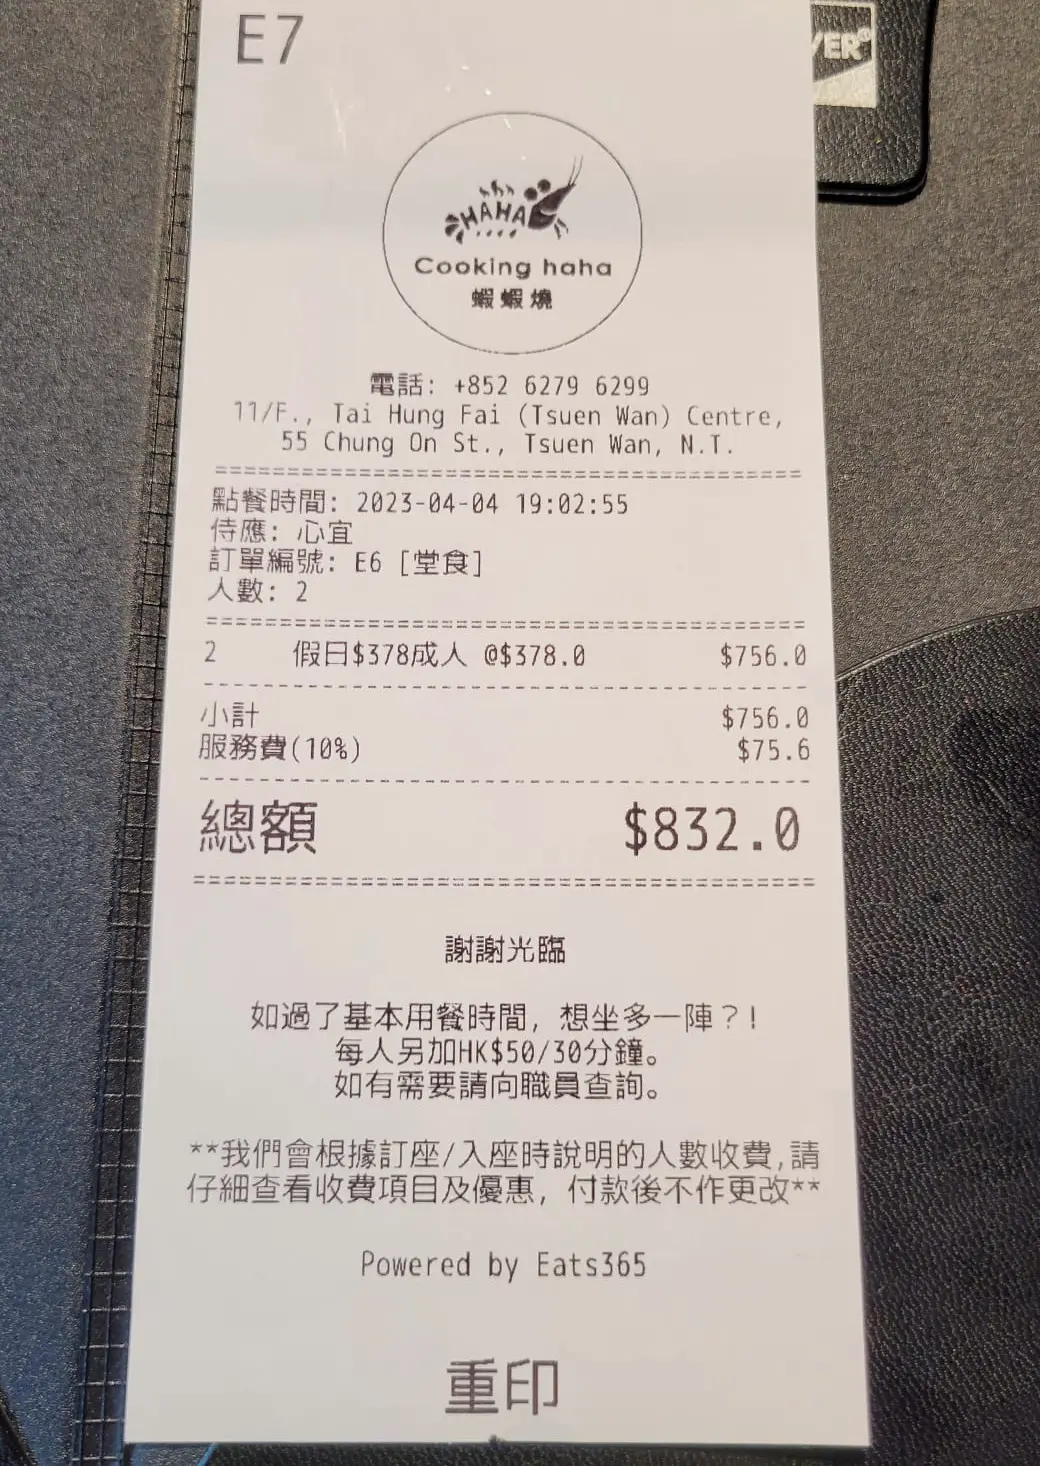 E7
VER®
HAHA
Cooking haha
蝦蝦燒
電話: +852 6279 6299
11/F., Tai Hung Fai (Tsuen Wan) Centre,
55 Chung On St., Tsuen Wan, N.T.
點餐時間: 2023-04-04 19:02:55
侍應: 心宜
訂單編號: E6 [堂食]
人數: 2
2 假日$378成人 @$378.0 $756.0
小計 $756.0
服務費(10%) $75.6
總額 $832.0
謝謝光臨
如過了基本用餐時間, 想坐多一陣?!
每人另加HK$50/30分鐘。
如有需要請向職員查詢。
**我們會根據訂座/入座時說明的人數收費,請
仔細查看收費項目及優惠, 付款後不作更改**
Powered by Eats365
重印